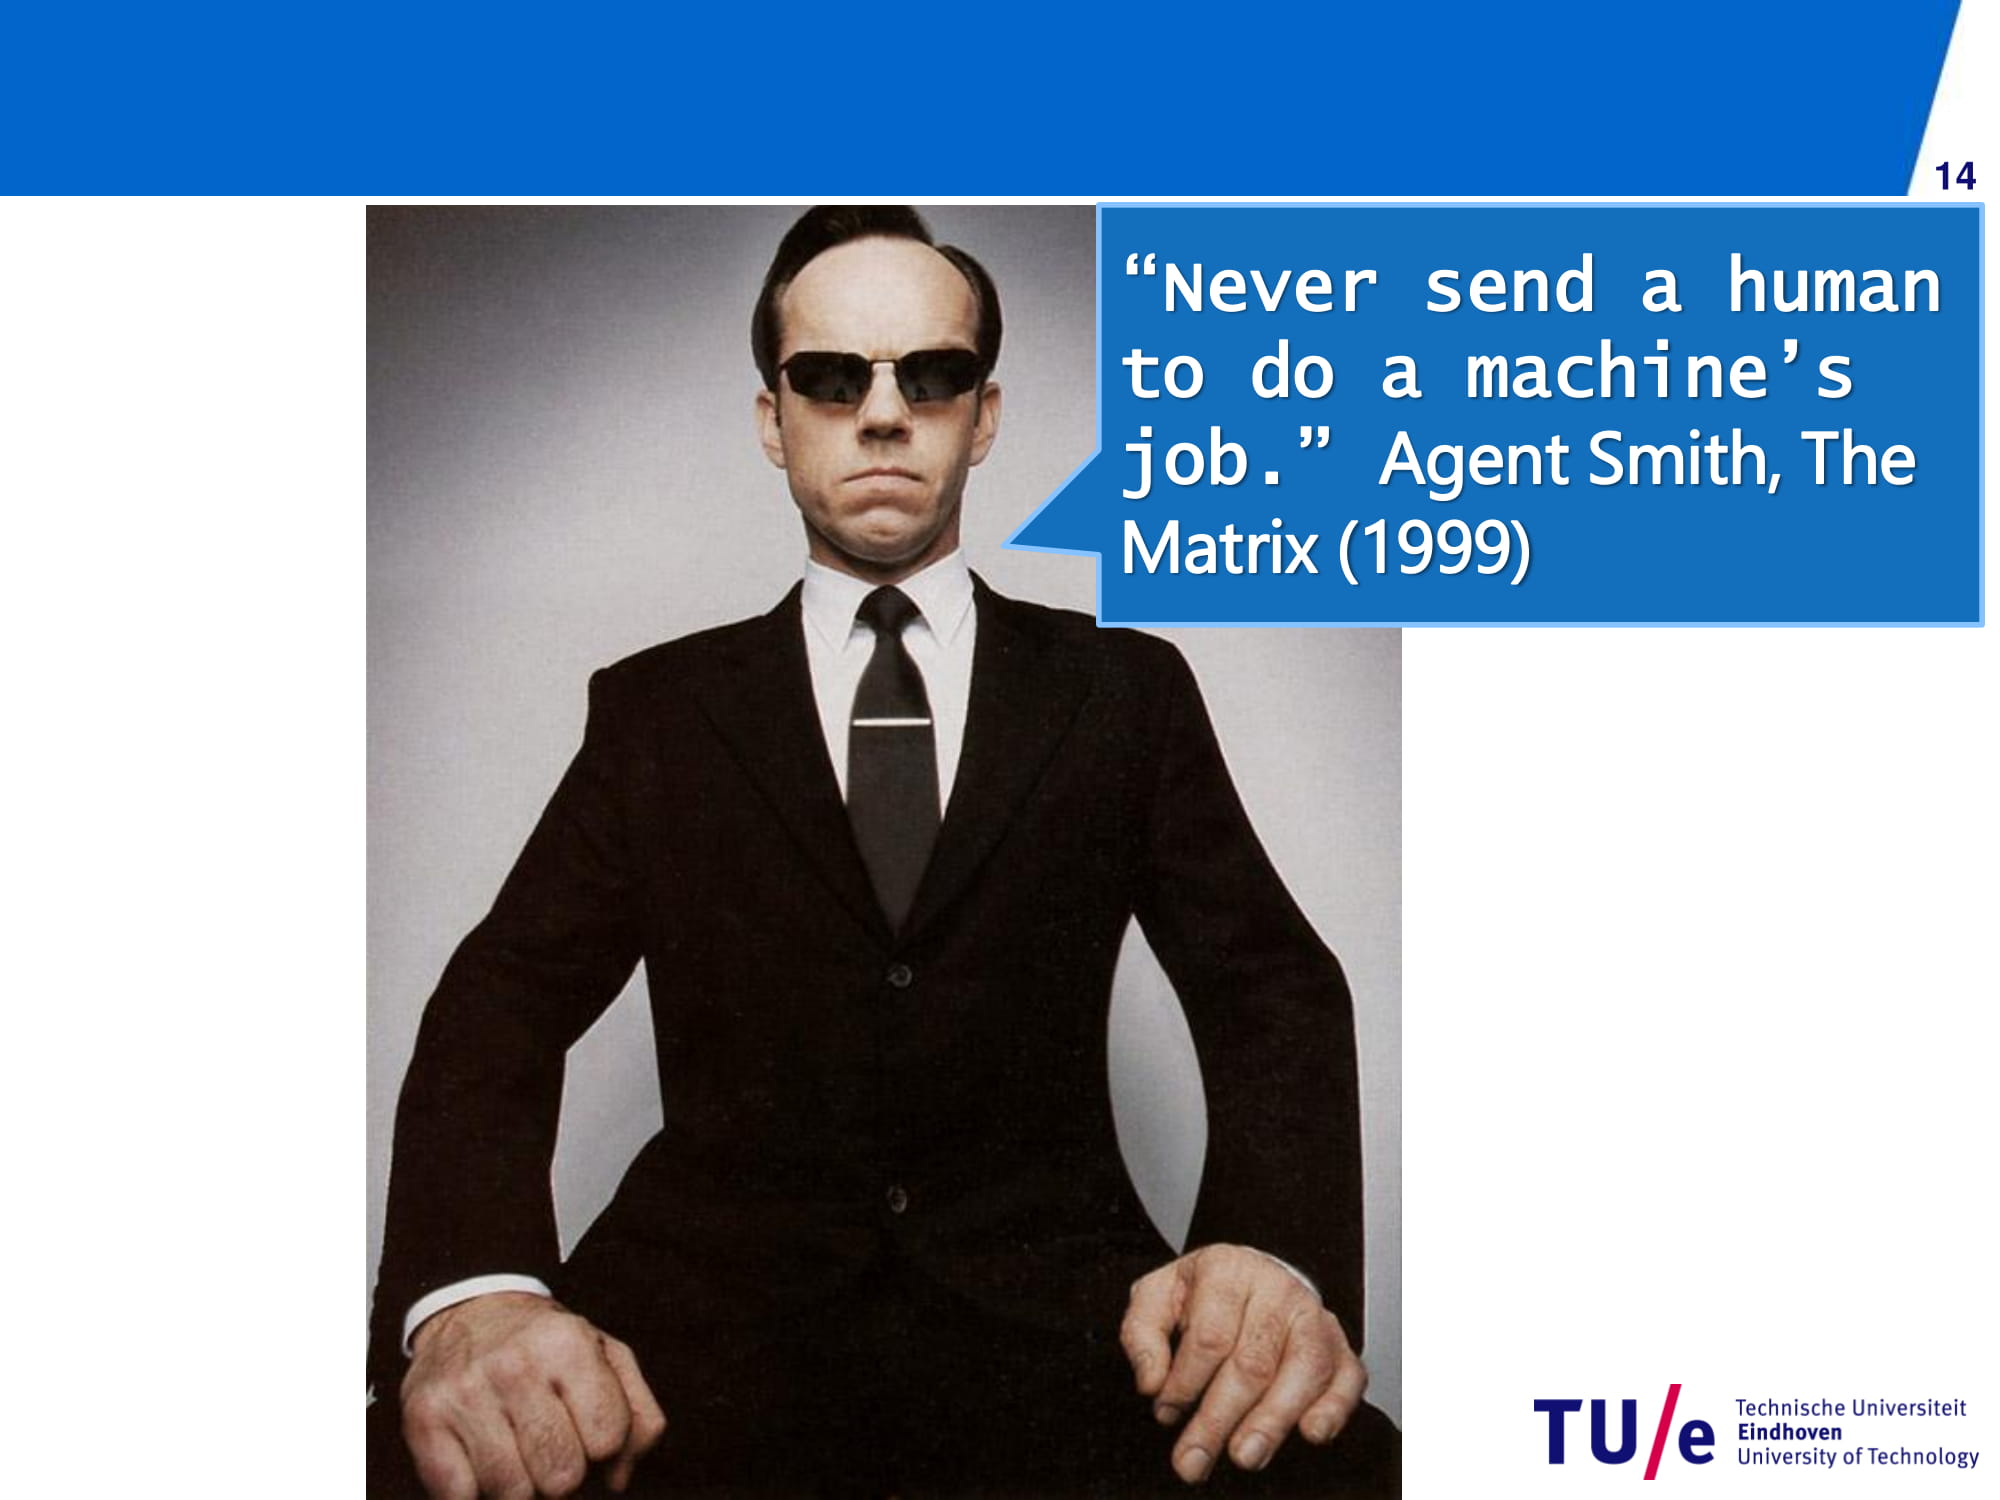 14
“Never send a human
to do a machine’s
job.” Agent Smith, The
Matrix (1999)
TU/e
Technische Universiteit
Eindhoven
University of Technology